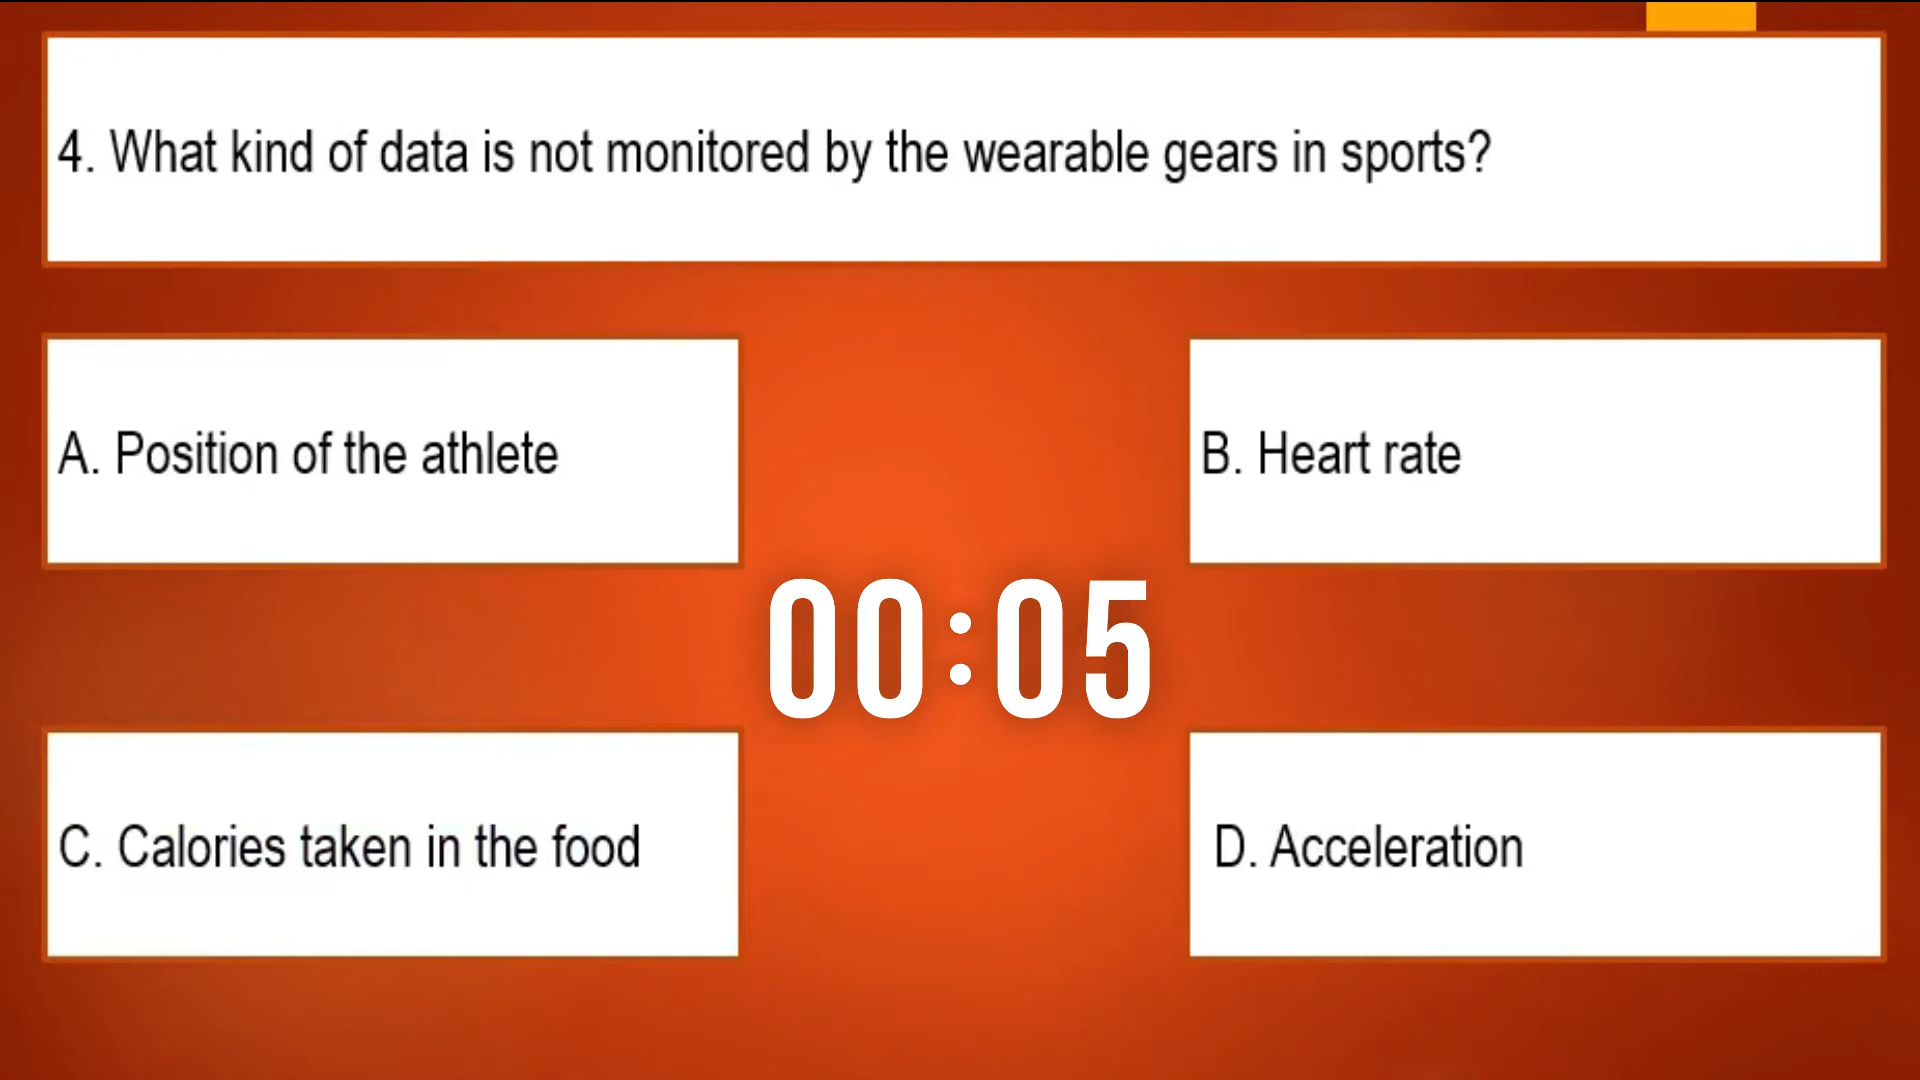 4. What kind of data is not monitored by the wearable gears in sports?
A. Position of the athlete
B. Heart rate
00:05
C. Calories taken in the food
D. Acceleration